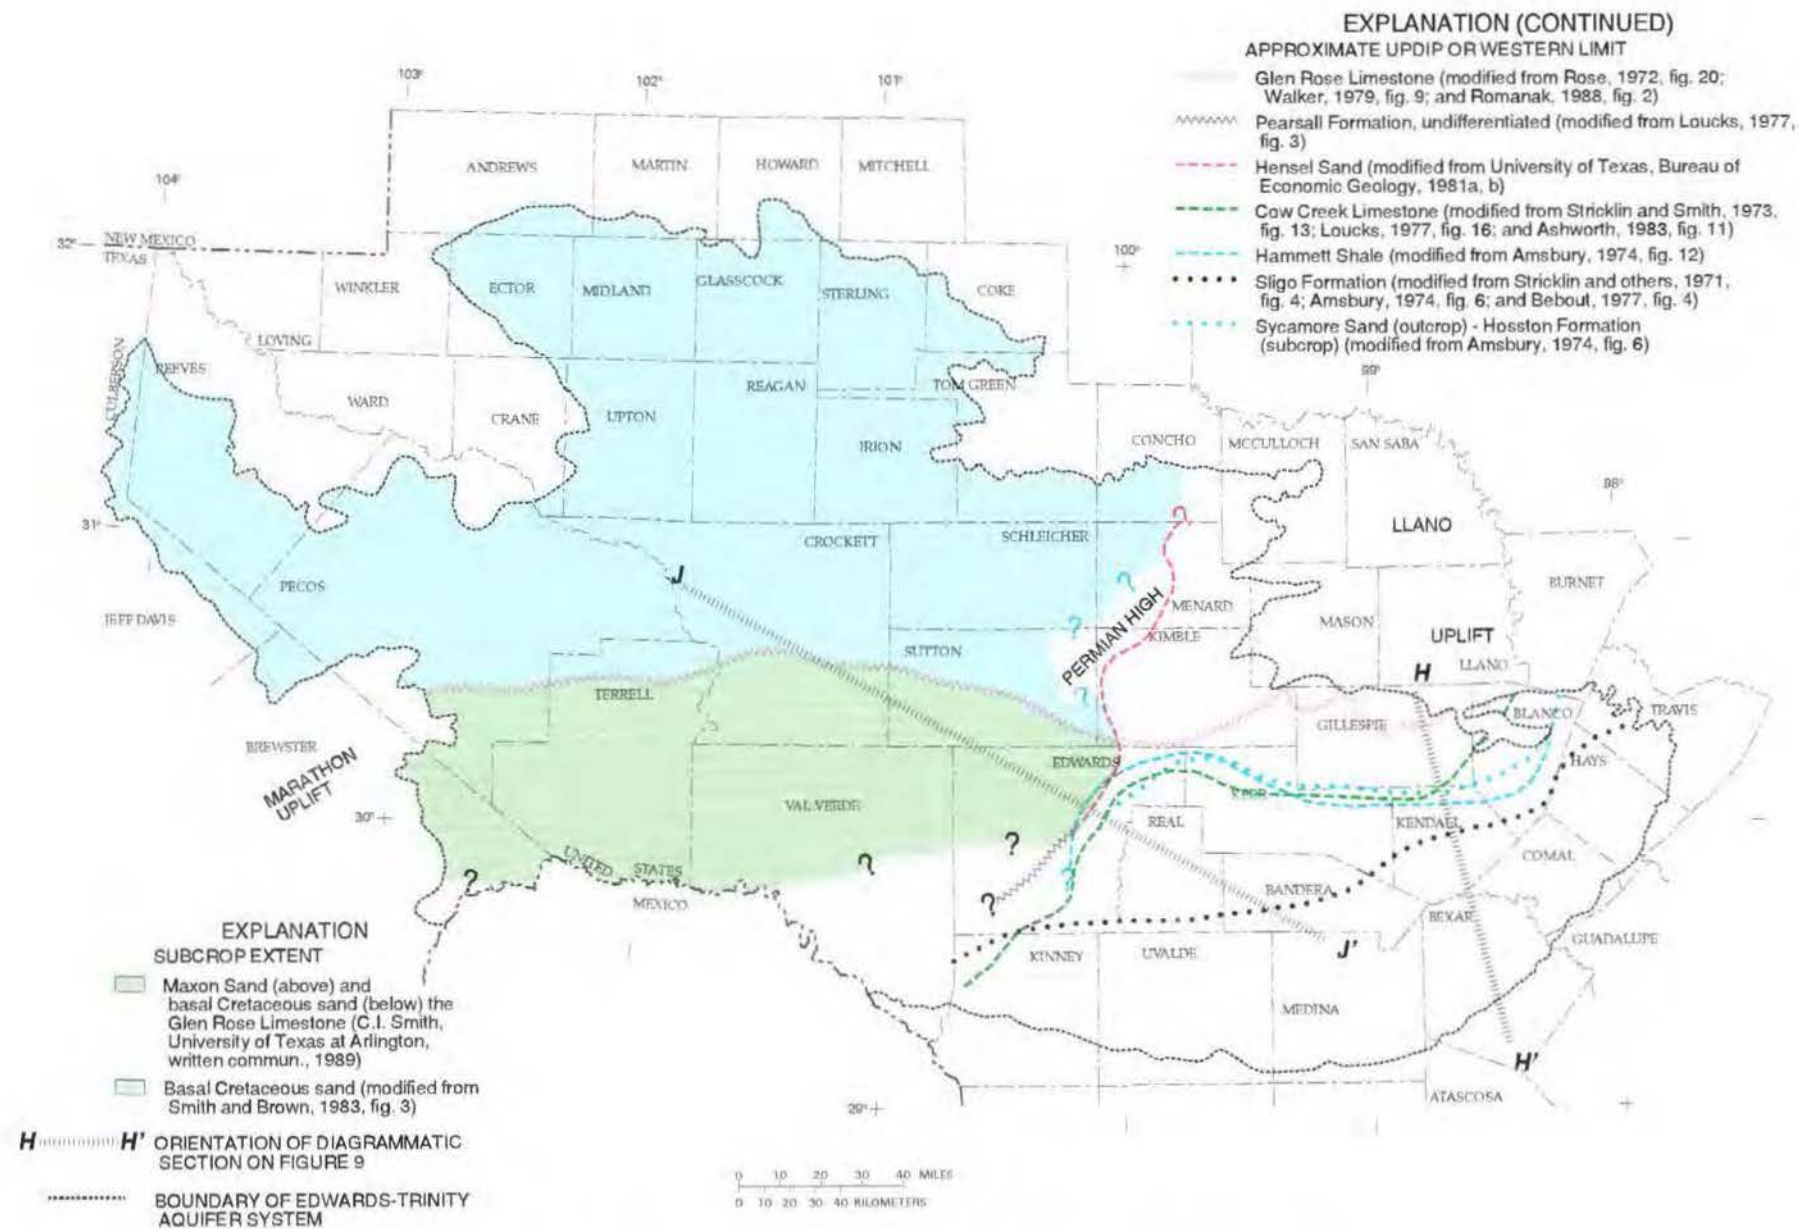 EXPLANATION (CONTINUED)
APPROXIMATE UPDIP OR WESTERN LIMIT
Glen Rose Limestone (modified from Rose, 1972, fig. 20;
Walker, 1979, fig. 9; and Romanak, 1988, fig. 2)
Pearsall Formation, undifferentiated (modified from Loucks, 1977,
fig. 3)
Hensel Sand (modified from University of Texas, Bureau of
Economic Geology, 1981a, b)
Cow Creek Limestone (modified from Stricklin and Smith, 1973,
fig. 13; Loucks, 1977, fig. 16; and Ashworth, 1983, fig. 11)
Hammett Shale (modified from Amsbury, 1974, fig. 12)
Sligo Formation (modified from Stricklin and others, 1971,
fig. 4; Amsbury, 1974, fig. 6; and Bebout, 1977, fig. 4)
Sycamore Sand (outcrop) - Hosston Formation
(subcrop) (modified from Amsbury, 1974, fig. 6)
103°
102°
101°
104°
ANDREWS
MARTIN
HOWARD
MITCHELL
32°
NEW MEXICO
TEXAS
100°
WINKLER
ECTOR
MIDLAND
GLASSCOCK
STERLING
COKE
LOVING
CULBERSON
REEVES
99°
WARD
CRANE
UPTON
REAGAN
TOM GREEN
IRION
CONCHO
MCCULLOCH
SAN SABA
98°
31°
LLANO
CROCKETT
SCHLEICHER
J
PECOS
?
BURNET
JEFF DAVIS
?
PERMIAN HIGH
MENARD
KIMBLE
MASON
UPLIFT
?
SUTTON
LLANO
H
TERRELL
?
GILLESPIE
BLANCO
TRAVIS
BREWSTER
MARATHON
UPLIFT
EDWARDS
HAYS
30°
VAL VERDE
KERR
REAL
KENDALL
?
?
COMAL
UNITED STATES
MEXICO
?
?
?
BANDERA
BEXAR
GUADALUPE
KINNEY
UVALDE
J'
MEDINA
H'
29°
ATASCOSA
EXPLANATION
SUBCROP EXTENT
Maxon Sand (above) and
basal Cretaceous sand (below) the
Glen Rose Limestone (C.I. Smith,
University of Texas at Arlington,
written commun., 1989)
Basal Cretaceous sand (modified from
Smith and Brown, 1983, fig. 3)
H H' ORIENTATION OF DIAGRAMMATIC
SECTION ON FIGURE 9
BOUNDARY OF EDWARDS-TRINITY
AQUIFER SYSTEM
0 10 20 30 40 MILES
0 10 20 30 40 KILOMETERS